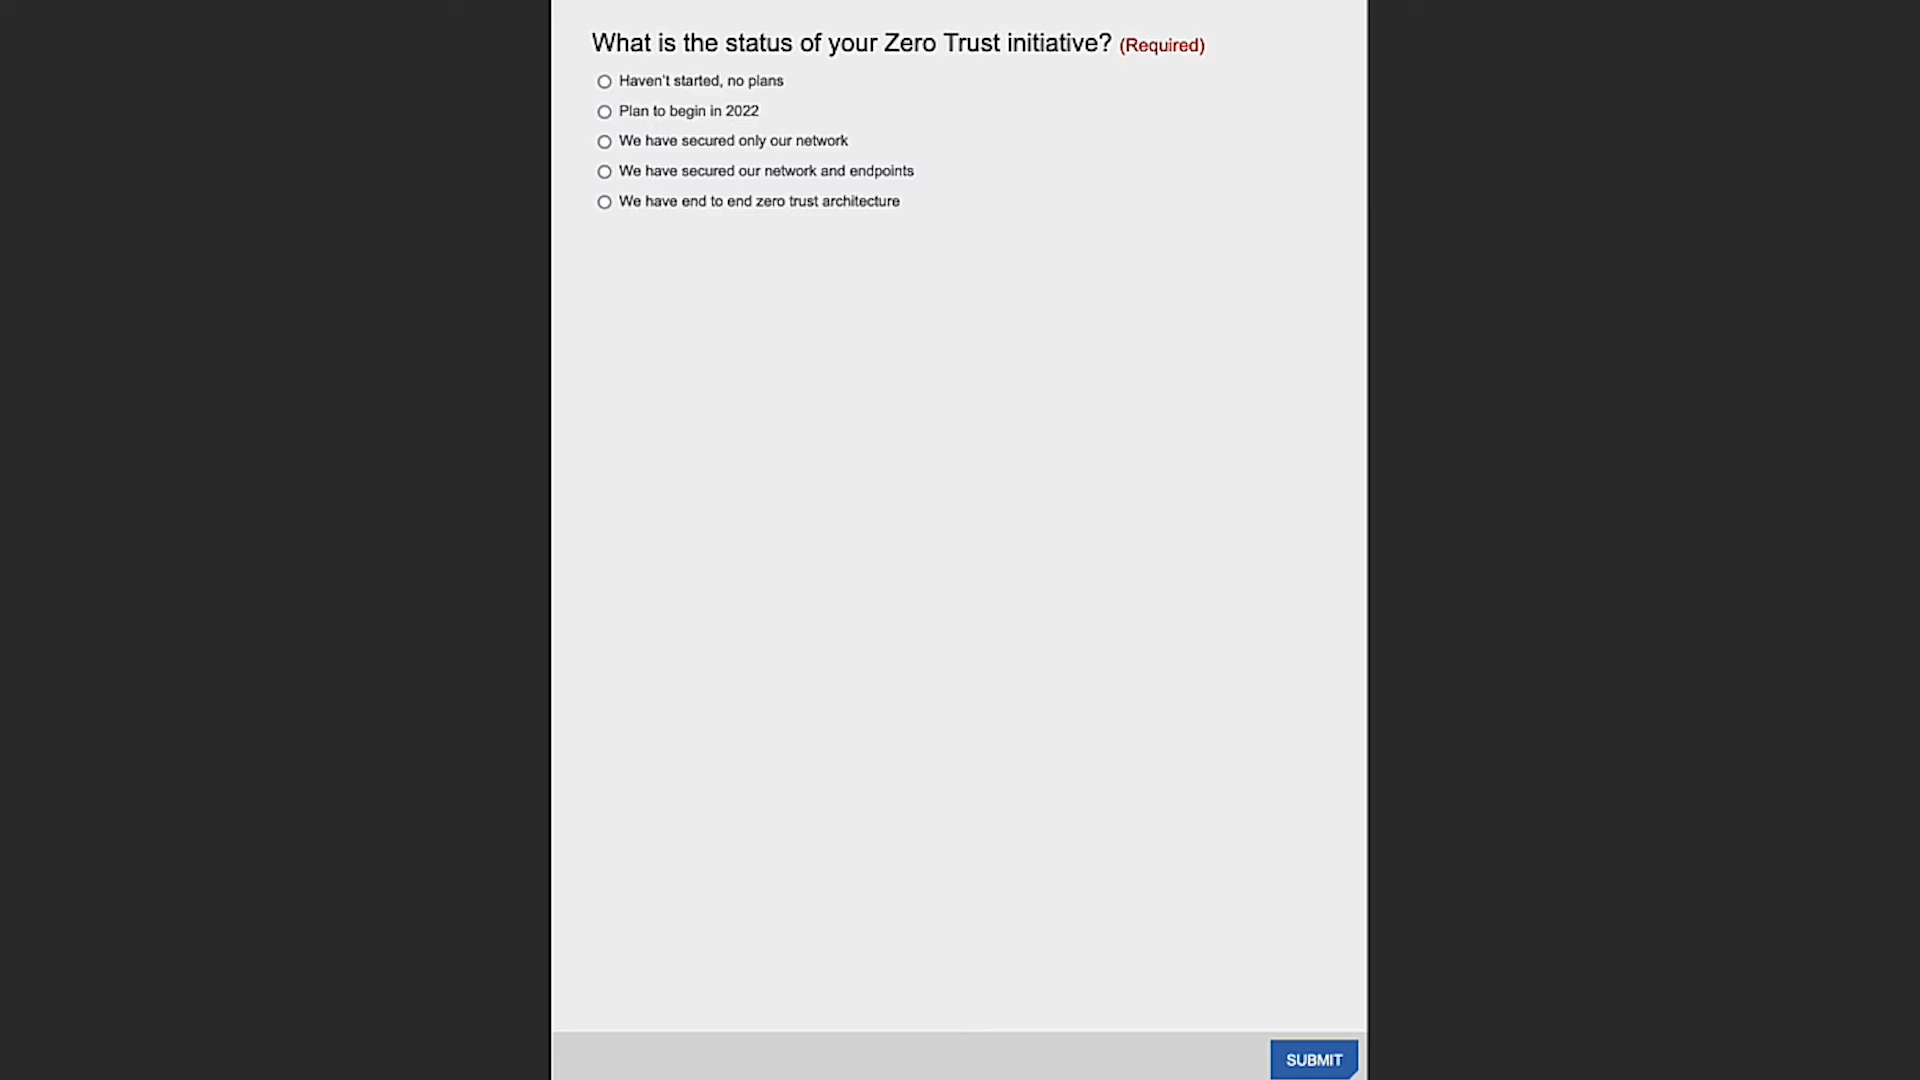 What is the status of your Zero Trust initiative? (Required)
Haven't started, no plans
Plan to begin in 2022
We have secured only our network
We have secured our network and endpoints
We have end to end zero trust architecture
SUBMIT